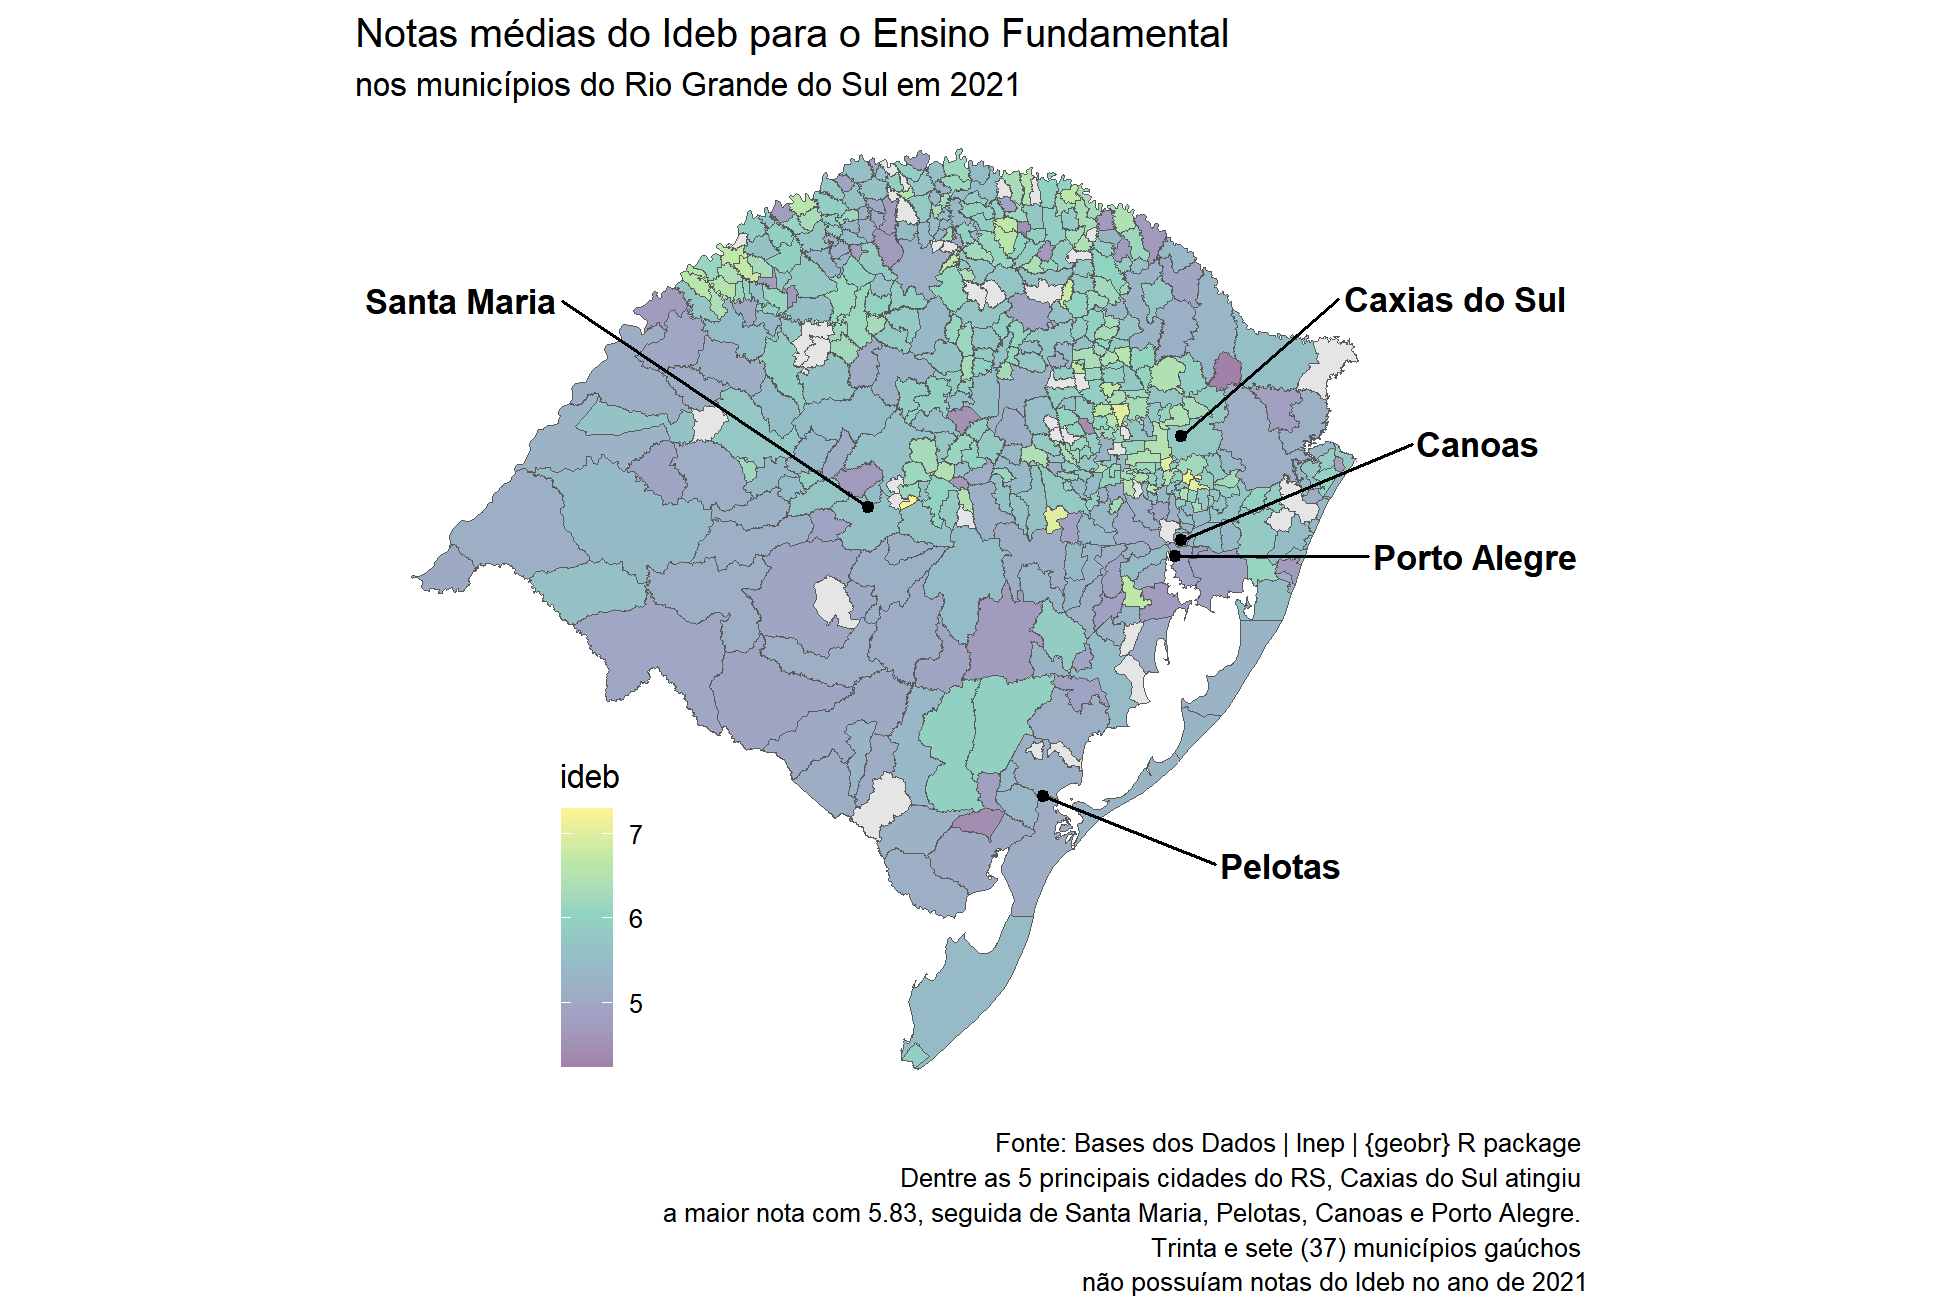 Notas médias do Ideb para o Ensino Fundamental
nos municípios do Rio Grande do Sul em 2021
Santa Maria
Caxias do Sul
Canoas
Porto Alegre
Pelotas
ideb
7
6
5
Fonte: Bases dos Dados | Inep | {geobr} R package
Dentre as 5 principais cidades do RS, Caxias do Sul atingiu
a maior nota com 5.83, seguida de Santa Maria, Pelotas, Canoas e Porto Alegre.
Trinta e sete (37) municípios gaúchos
não possuíam notas do Ideb no ano de 2021